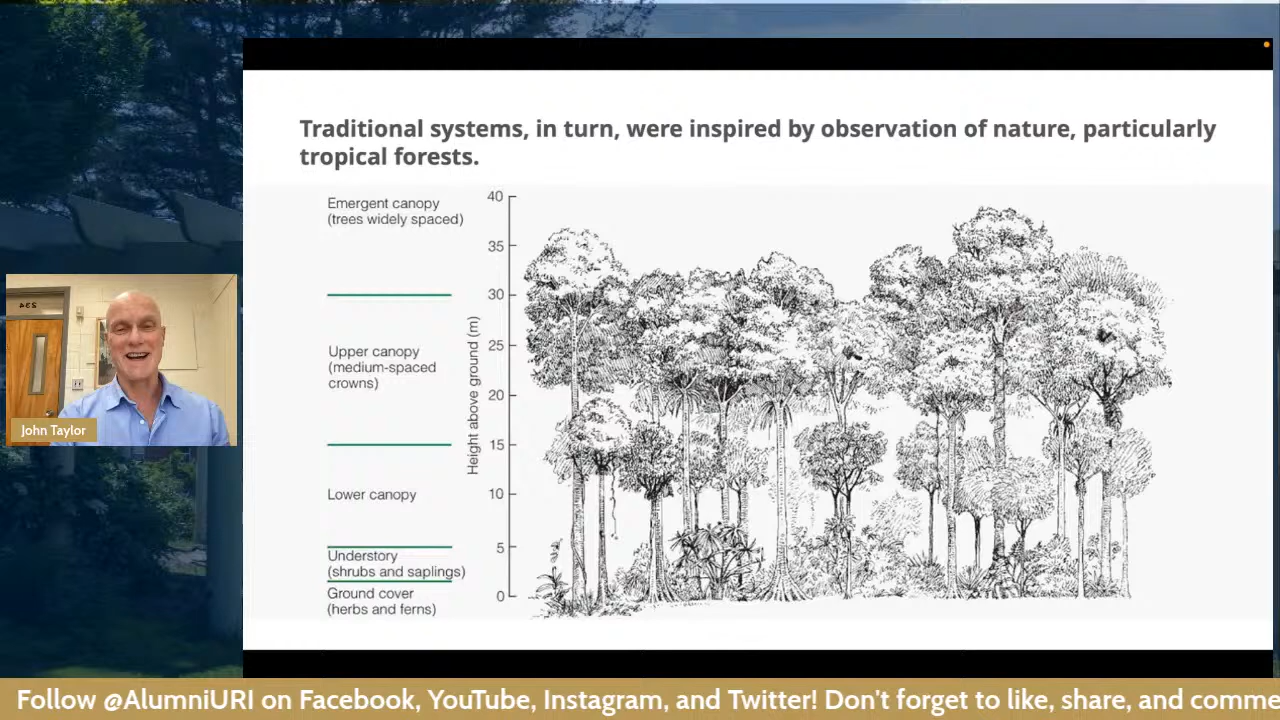 Traditional systems, in turn, were inspired by observation of nature, particularly
tropical forests.
Emergent canopy
(trees widely spaced)
Upper canopy
(medium-spaced
crowns)
Lower canopy
Understory
(shrubs and saplings)
Ground cover
(herbs and ferns)
Height above ground (m)
40
35
30
25
20
15
10
5
0
234
John Taylor
Follow @AlumniURI on Facebook, YouTube, Instagram, and Twitter! Don't forget to like, share, and comme